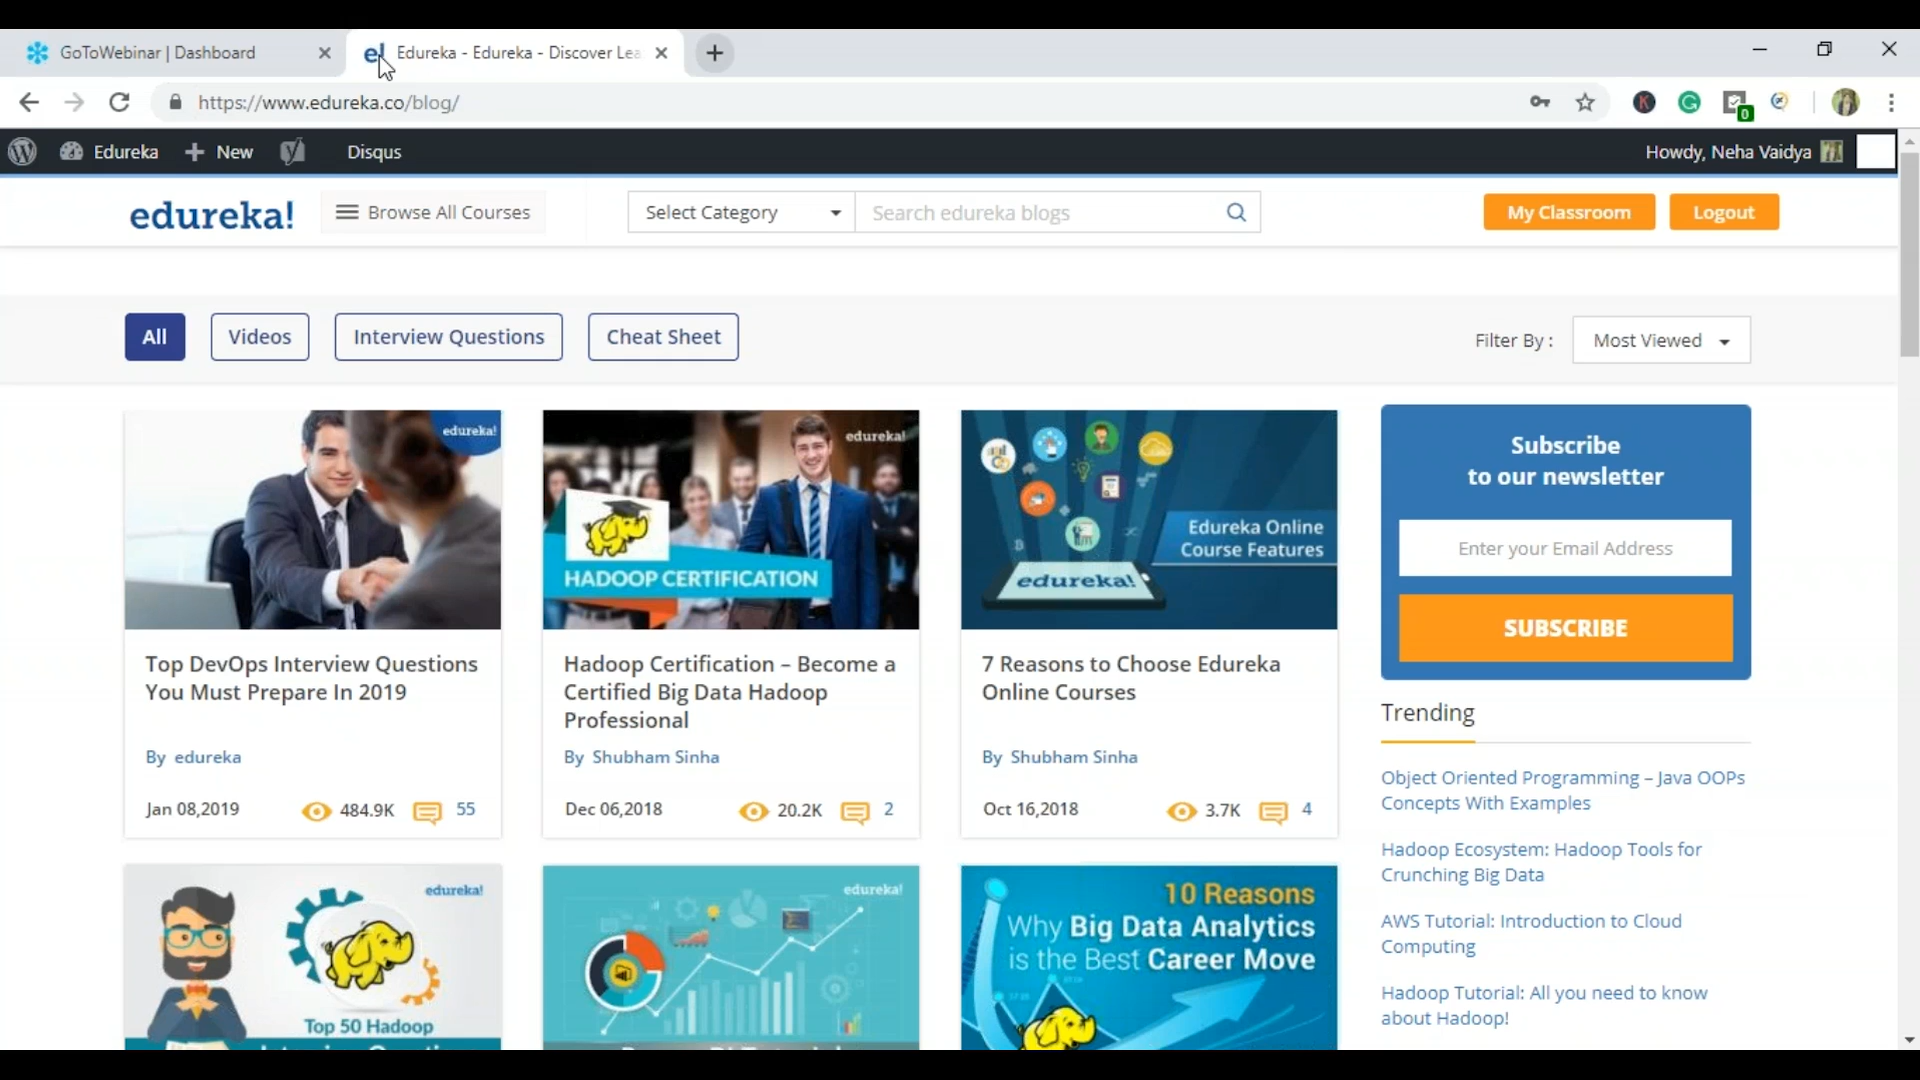 GoToWebinar | Dashboard
Edureka - Edureka - Discover Lea
https://www.edureka.co/blog/
0
Edureka
New
Disqus
Howdy, Neha Vaidya
edureka!
Browse All Courses
Select Category
Search edureka blogs
My Classroom
Logout
All
Videos
Interview Questions
Cheat Sheet
Filter By :
Most Viewed
edureka!
edureka!
HADOOP CERTIFICATION
Edureka Online
Course Features
edureka!
Top DevOps Interview Questions
You Must Prepare In 2019
By edureka
Jan 08,2019
484.9K
55
Hadoop Certification – Become a
Certified Big Data Hadoop
Professional
By Shubham Sinha
Dec 06,2018
20.2K
2
7 Reasons to Choose Edureka
Online Courses
By Shubham Sinha
Oct 16,2018
3.7K
4
Subscribe
to our newsletter
Enter your Email Address
SUBSCRIBE
Trending
Object Oriented Programming – Java OOPs
Concepts With Examples
Hadoop Ecosystem: Hadoop Tools for
Crunching Big Data
AWS Tutorial: Introduction to Cloud
Computing
Hadoop Tutorial: All you need to know
about Hadoop!
edureka!
Top 50 Hadoop
edureka!
10 Reasons
Why Big Data Analytics
is the Best Career Move